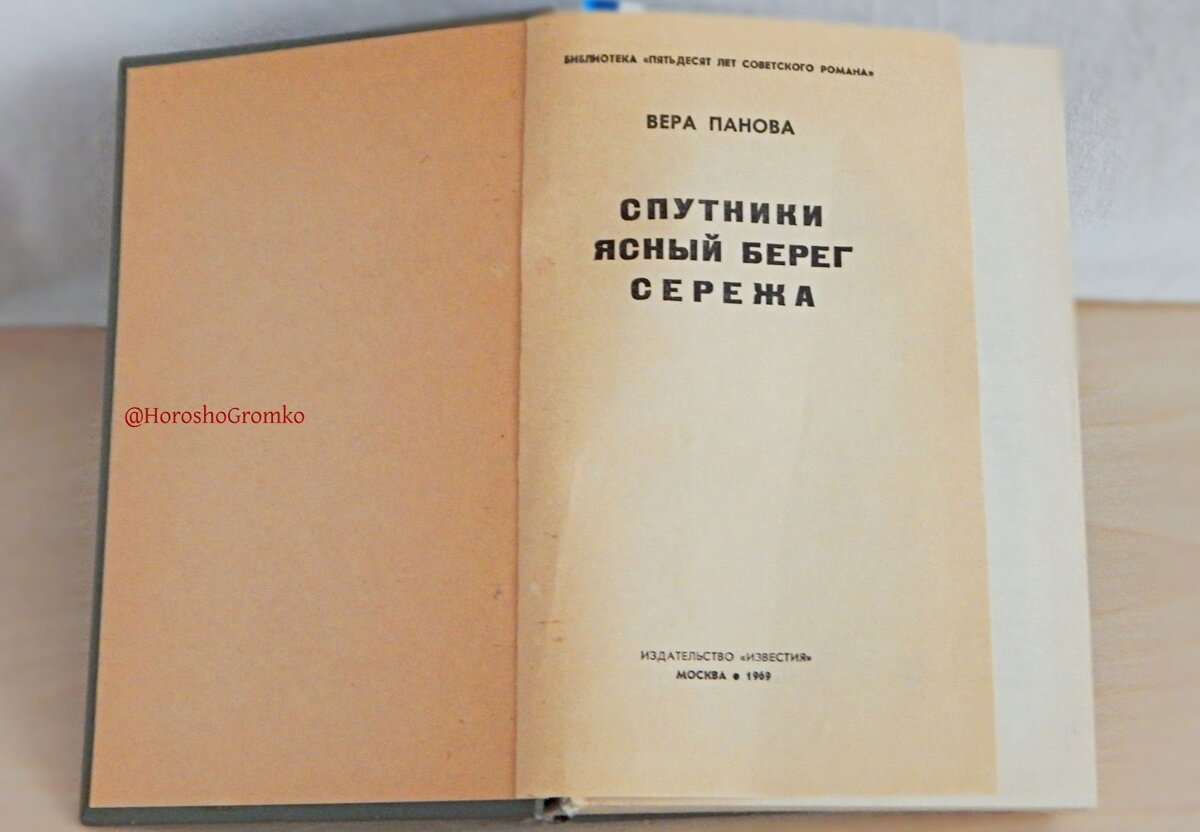 БИБЛИОТЕКА «ПЯТЬДЕСЯТ ЛЕТ СОВЕТСКОГО РОМАНА»
ВЕРА ПАНОВА
СПУТНИКИ
ЯСНЫЙ БЕРЕГ
СЕРЕЖА
@HoroshoGromko
ИЗДАТЕЛЬСТВО «ИЗВЕСТИЯ»
МОСКВА • 1969